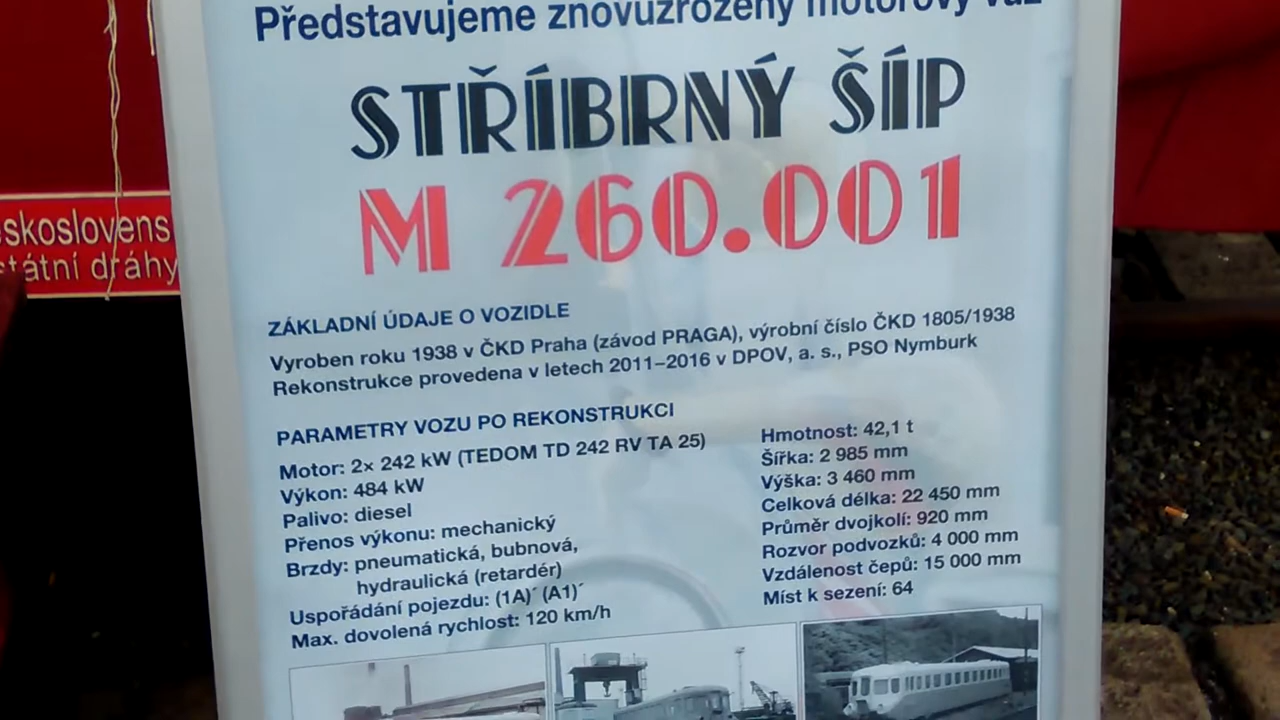 Představujeme znovuzrozený motorový vůz
STŘÍBRNÝ ŠÍP
M 260.001
skoslovens
státní dráhy
ZÁKLADNÍ ÚDAJE O VOZIDLE
Vyroben roku 1938 v ČKD Praha (závod PRAGA), výrobní číslo ČKD 1805/1938
Rekonstrukce provedena v letech 2011–2016 v DPOV, a. s., PSO Nymburk
PARAMETRY VOZU PO REKONSTRUKCI
Motor: 2× 242 kW (TEDOM TD 242 RV TA 25)
Výkon: 484 kW
Palivo: diesel
Přenos výkonu: mechanický
Brzdy: pneumatická, bubnová,
hydraulická (retardér)
Uspořádání pojezdu: (1A)´ (A1)´
Max. dovolená rychlost: 120 km/h
Hmotnost: 42,1 t
Šířka: 2 985 mm
Výška: 3 460 mm
Celková délka: 22 450 mm
Průměr dvojkolí: 920 mm
Rozvor podvozků: 4 000 mm
Vzdálenost čepů: 15 000 mm
Míst k sezení: 64